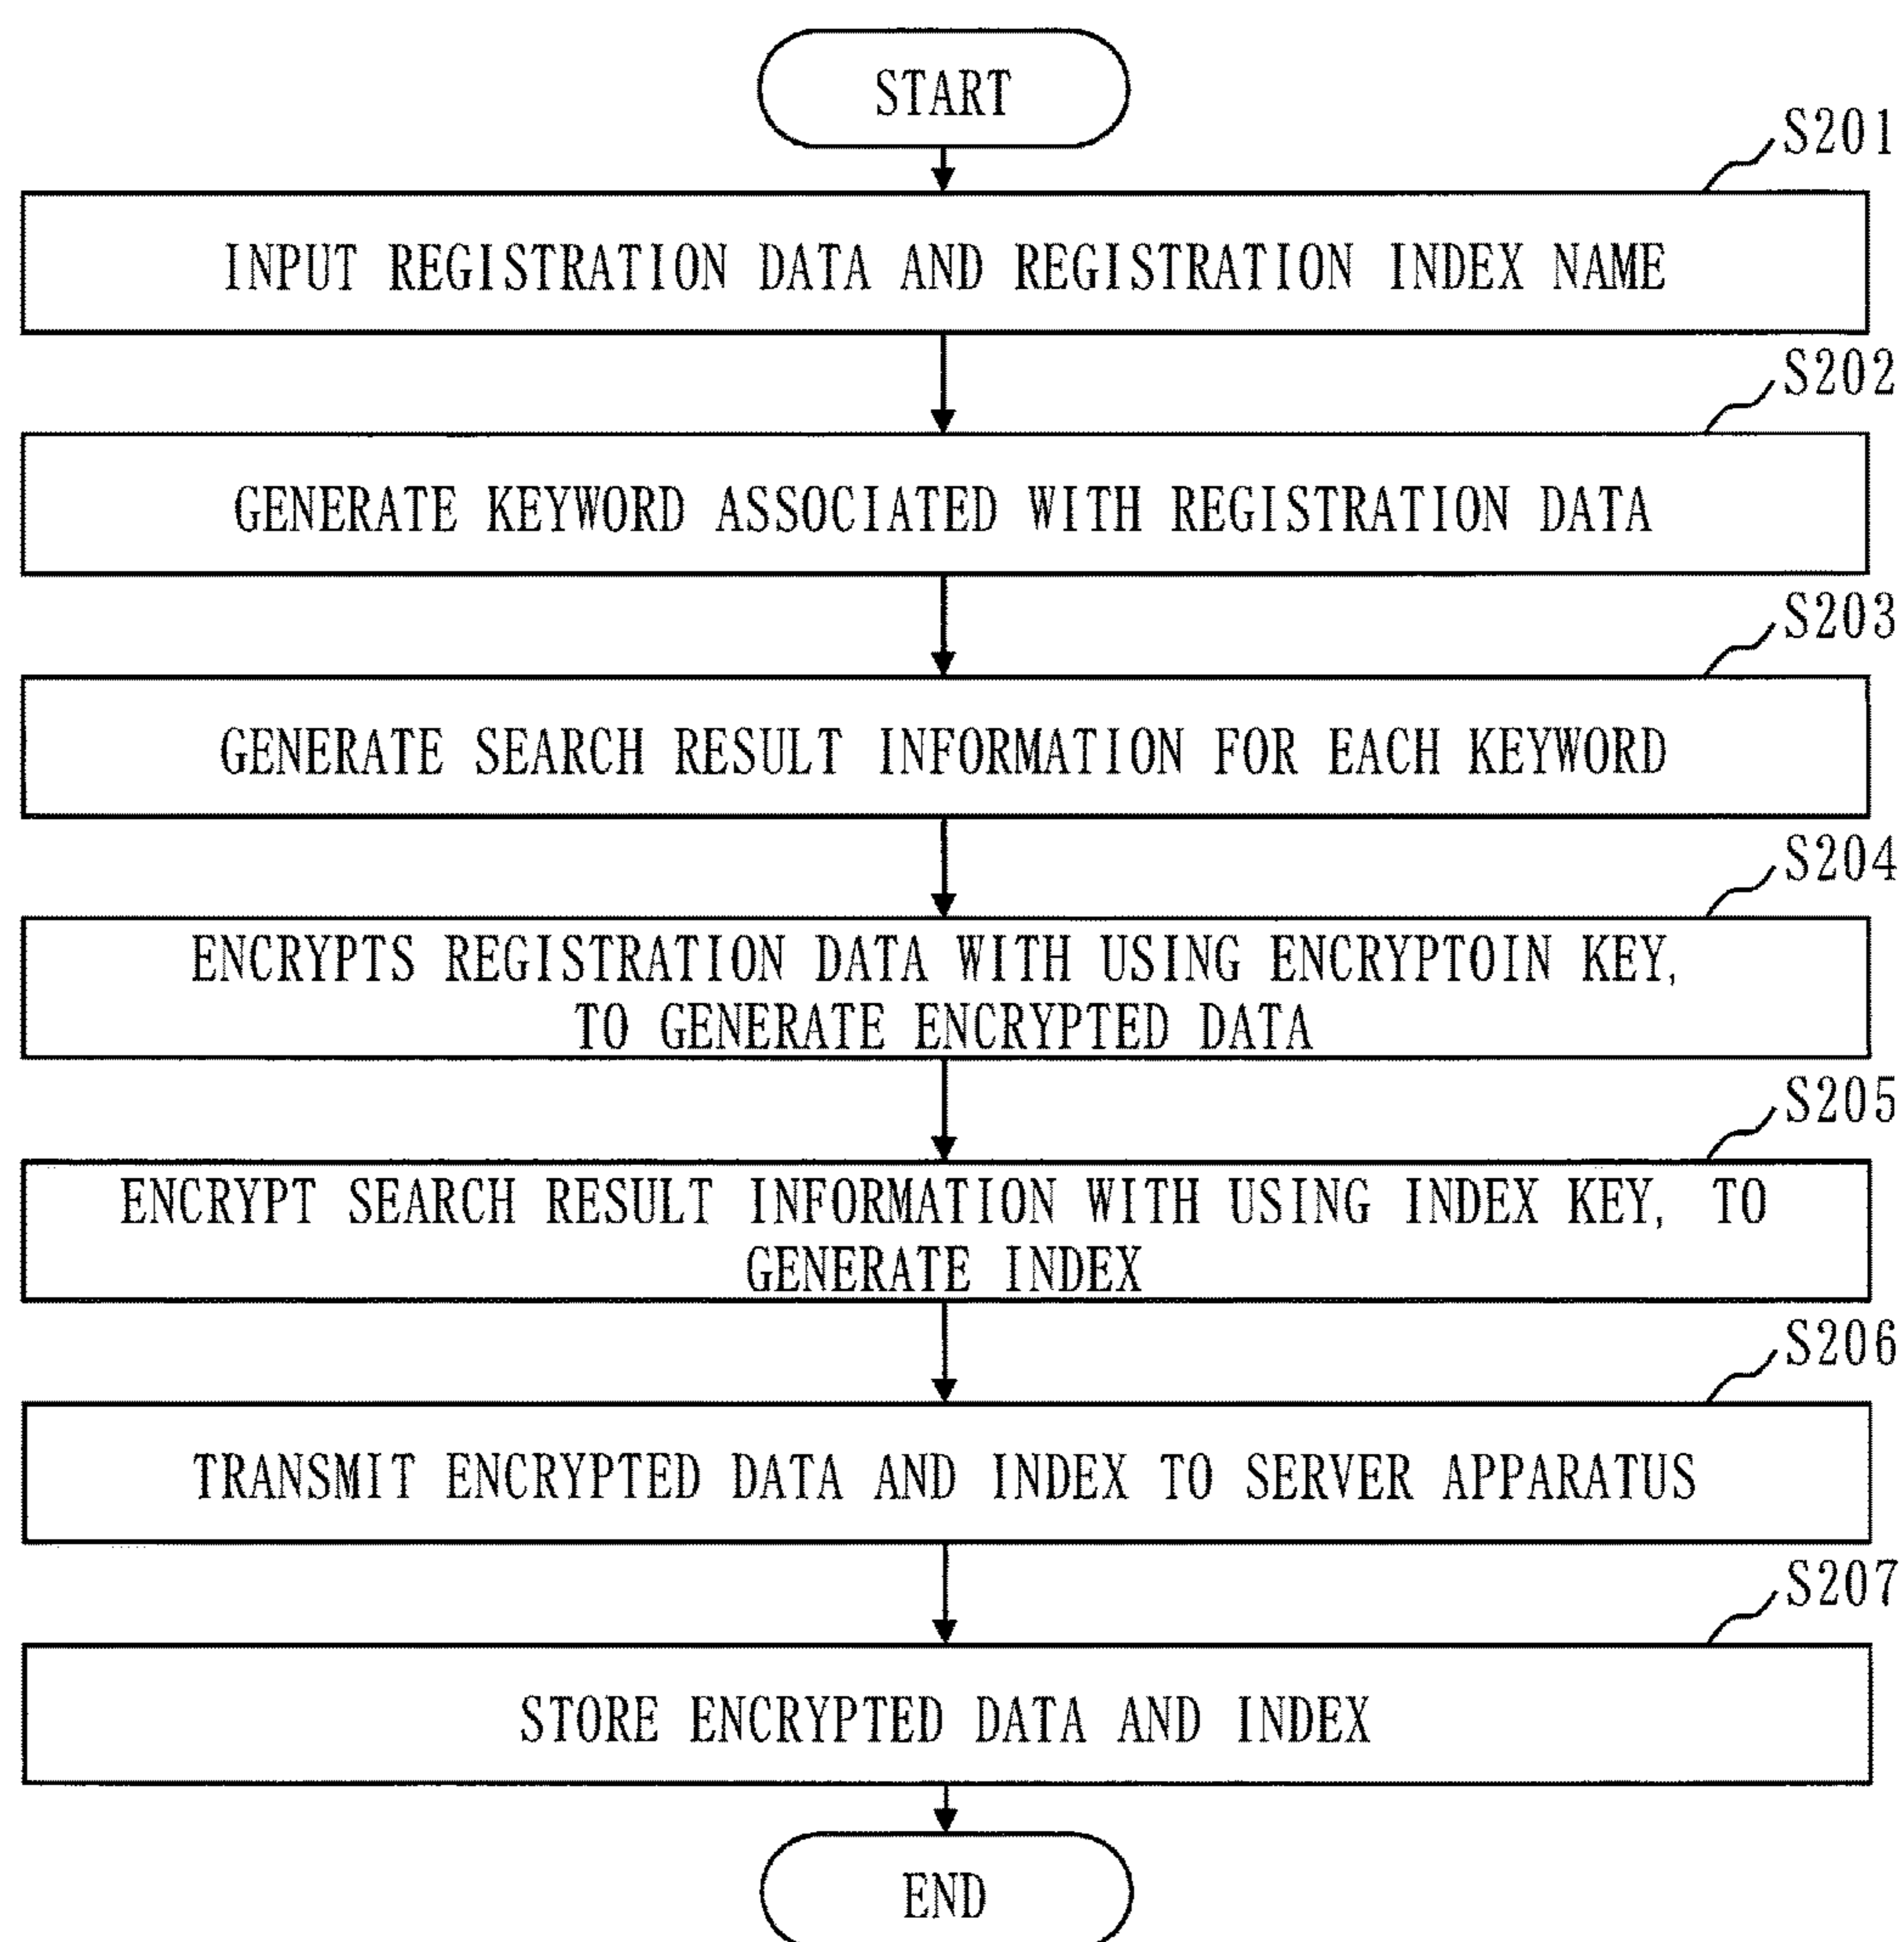 START
S201
INPUT REGISTRATION DATA AND REGISTRATION INDEX NAME
S202
GENERATE KEYWORD ASSOCIATED WITH REGISTRATION DATA
S203
GENERATE SEARCH RESULT INFORMATION FOR EACH KEYWORD
S204
ENCRYPTS REGISTRATION DATA WITH USING ENCRYPTOIN KEY,
TO GENERATE ENCRYPTED DATA
S205
ENCRYPT SEARCH RESULT INFORMATION WITH USING INDEX KEY, TO
GENERATE INDEX
S206
TRANSMIT ENCRYPTED DATA AND INDEX TO SERVER APPARATUS
S207
STORE ENCRYPTED DATA AND INDEX
END